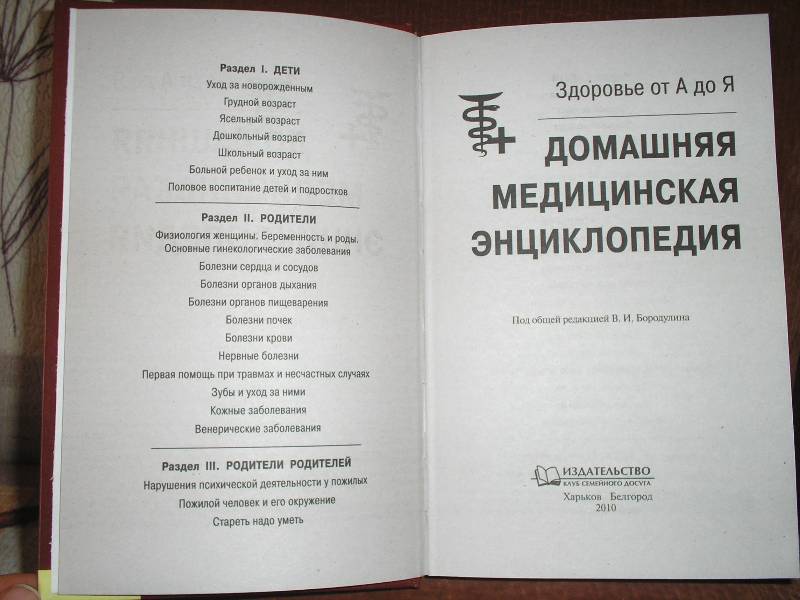 Раздел I. ДЕТИ
Уход за новорожденным
Грудной возраст
Ясельный возраст
Дошкольный возраст
Школьный возраст
Больной ребенок и уход за ним
Половое воспитание детей и подростков
Раздел II. РОДИТЕЛИ
Физиология женщины. Беременность и роды.
Основные гинекологические заболевания
Болезни сердца и сосудов
Болезни органов дыхания
Болезни органов пищеварения
Болезни почек
Болезни крови
Нервные болезни
Первая помощь при травмах и несчастных случаях
Зубы и уход за ними
Кожные заболевания
Венерические заболевания
Раздел III. РОДИТЕЛИ РОДИТЕЛЕЙ
Нарушения психической деятельности у пожилых
Пожилой человек и его окружение
Стареть надо уметь
Здоровье от А до Я
ДОМАШНЯЯ
МЕДИЦИНСКАЯ
ЭНЦИКЛОПЕДИЯ
Под общей редакцией В. И. Бородулина
ИЗДАТЕЛЬСТВО
КЛУБ СЕМЕЙНОГО ДОСУГА
Харьков Белгород
2010